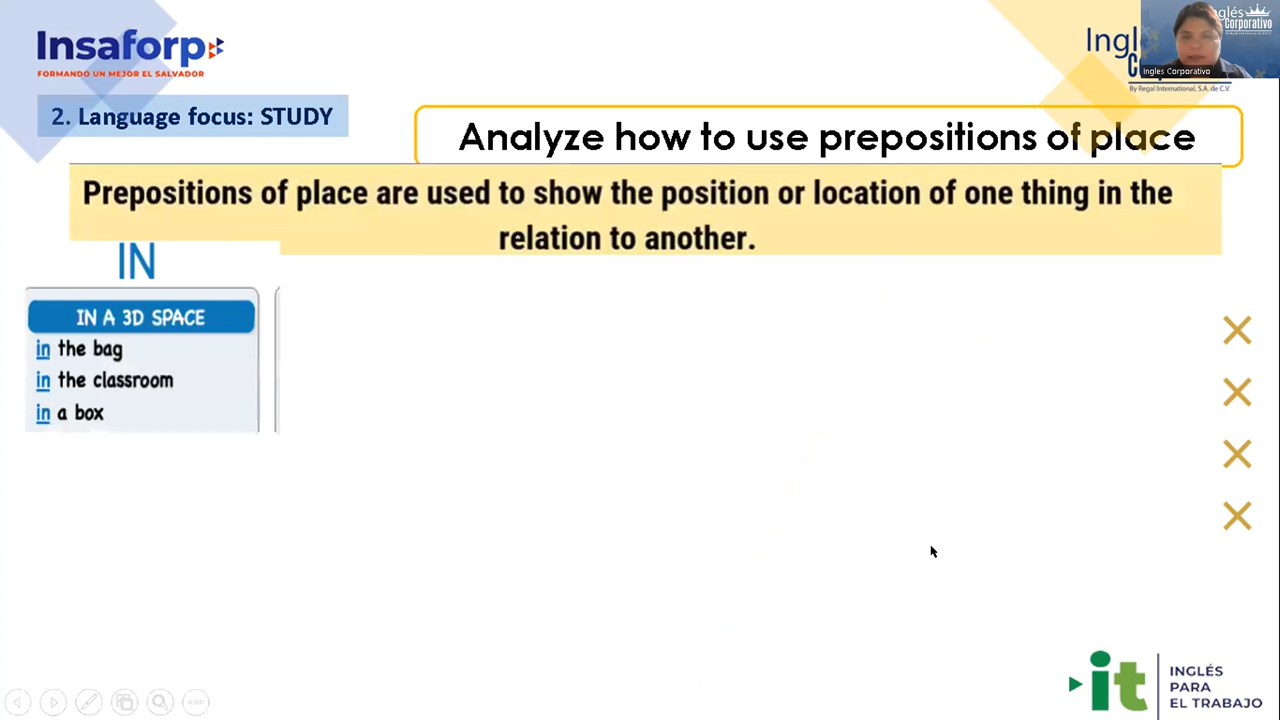 Insaforp
FORMANDO UN MEJOR EL SALVADOR
Inglés
Corporativo
Ingl
C
Ingles Corporativo
By Regal International, S.A. de C.V.
2. Language focus: STUDY
Analyze how to use prepositions of place
Prepositions of place are used to show the position or location of one thing in the
relation to another.
IN
IN A 3D SPACE
in the bag
in the classroom
in a box
it
INGLÉS
PARA
EL TRABAJO